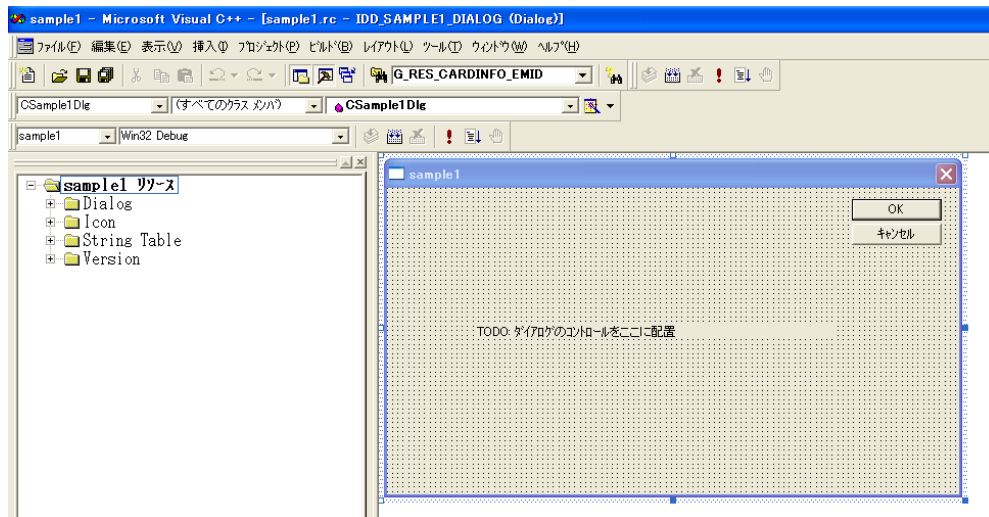 sample1 - Microsoft Visual C++ - [sample1.rc - IDD_SAMPLE1_DIALOG (Dialog)]
ﾌｧｲﾙ(F) 編集(E) 表示(V) 挿入(I) ﾌﾟﾛｼﾞｪｸﾄ(P) ﾋﾞﾙﾄﾞ(B) ﾚｲｱｳﾄ(L) ﾂｰﾙ(T) ｳｨﾝﾄﾞｳ(W) ﾍﾙﾌﾟ(H)
G_RES_CARDINFO_EMID
CSample1Dlg (すべてのｸﾗｽ ﾒﾝﾊﾞ) CSample1Dlg
sample1 Win32 Debug
sample1 ﾘｿｰｽ
Dialog
Icon
String Table
Version
sample1
OK
ｷｬﾝｾﾙ
TODO: ﾀﾞｲｱﾛｸﾞのｺﾝﾄﾛｰﾙをここに配置